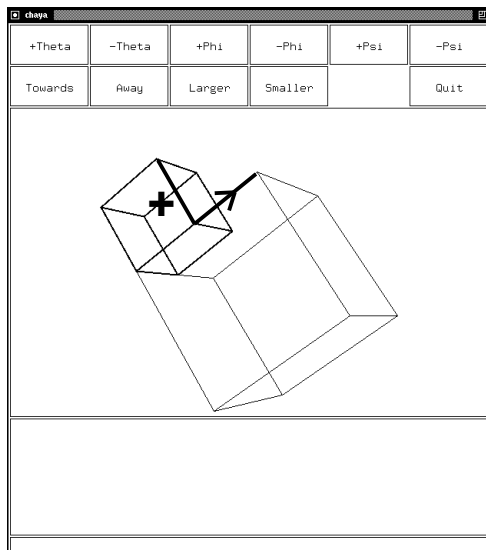 chaya
+Theta -Theta +Phi -Phi +Psi -Psi
Towards Away Larger Smaller Quit
+